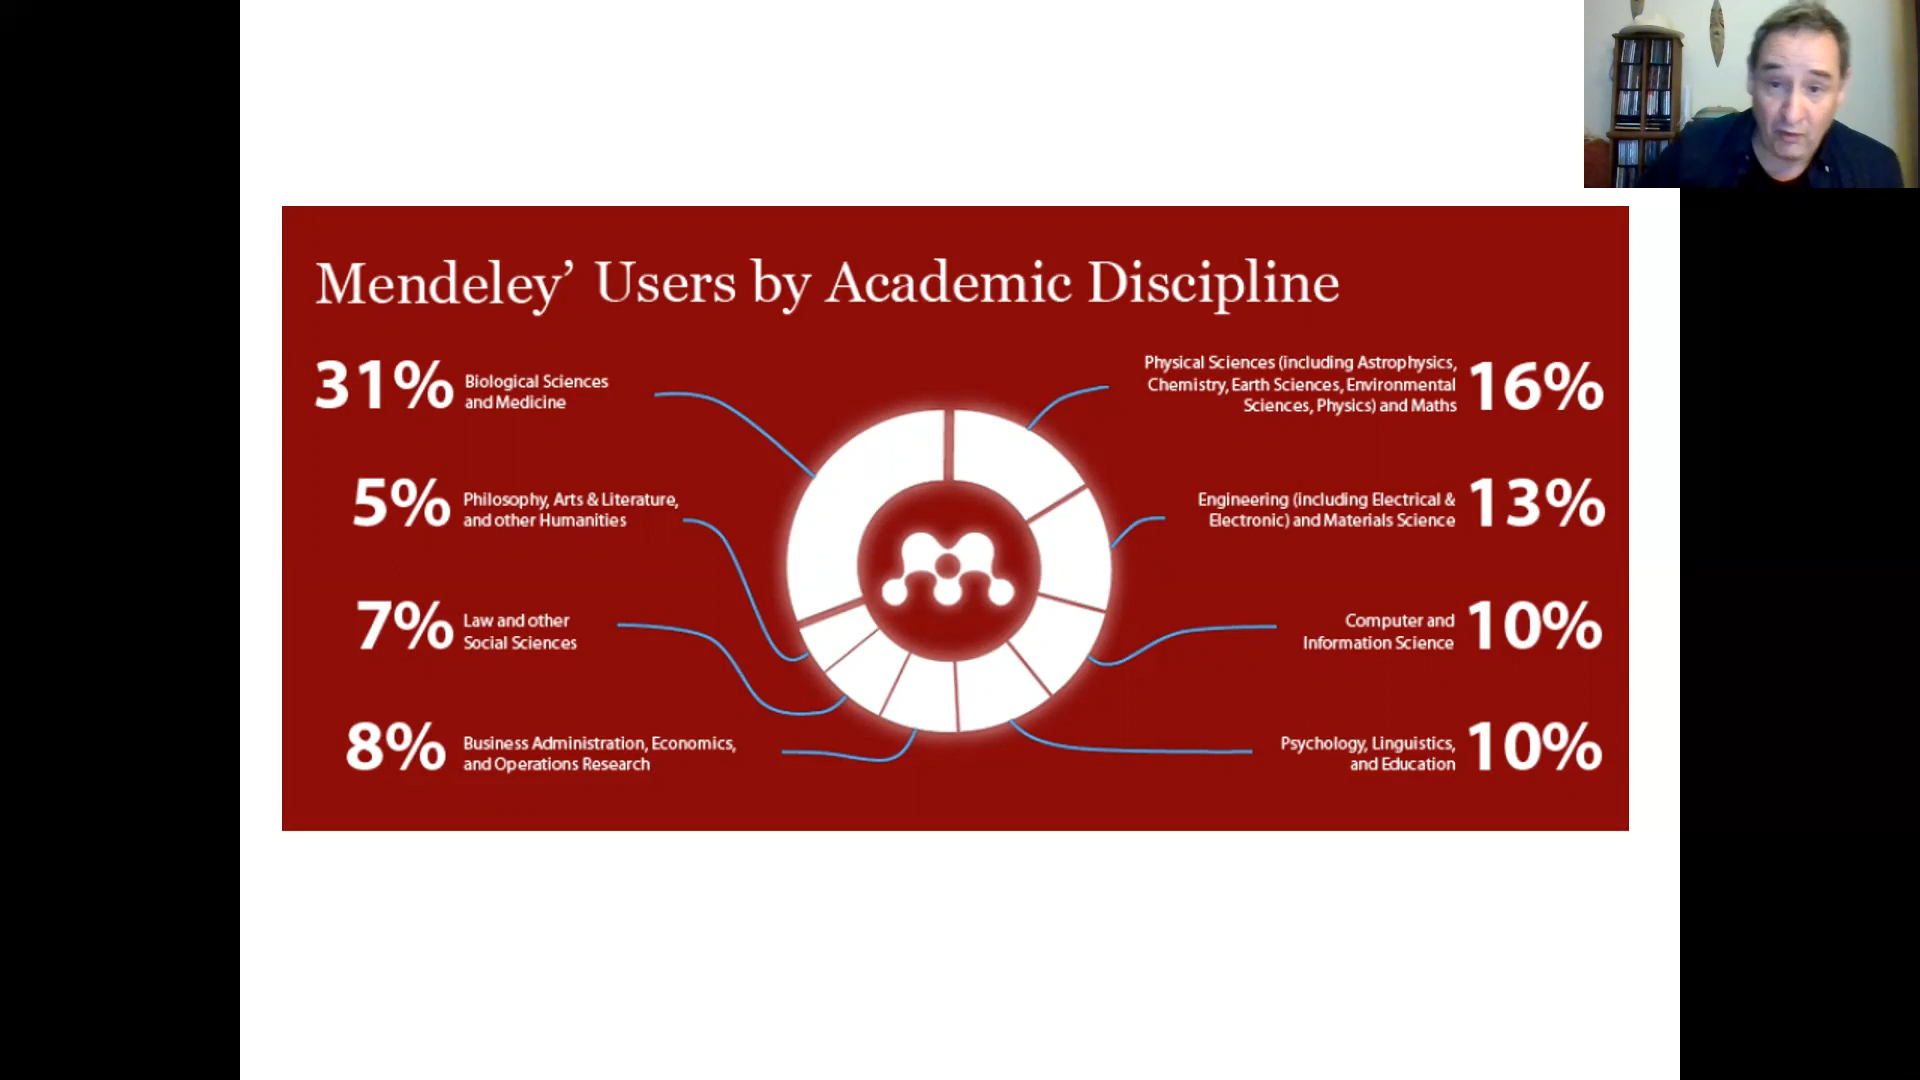 Mendeley’ Users by Academic Discipline
31% Biological Sciences
and Medicine
5% Philosophy, Arts & Literature,
and other Humanities
7% Law and other
Social Sciences
8% Business Administration, Economics,
and Operations Research
Physical Sciences (including Astrophysics,
Chemistry, Earth Sciences, Environmental
Sciences, Physics) and Maths 16%
Engineering (including Electrical &
Electronic) and Materials Science 13%
Computer and
Information Science 10%
Psychology, Linguistics,
and Education 10%